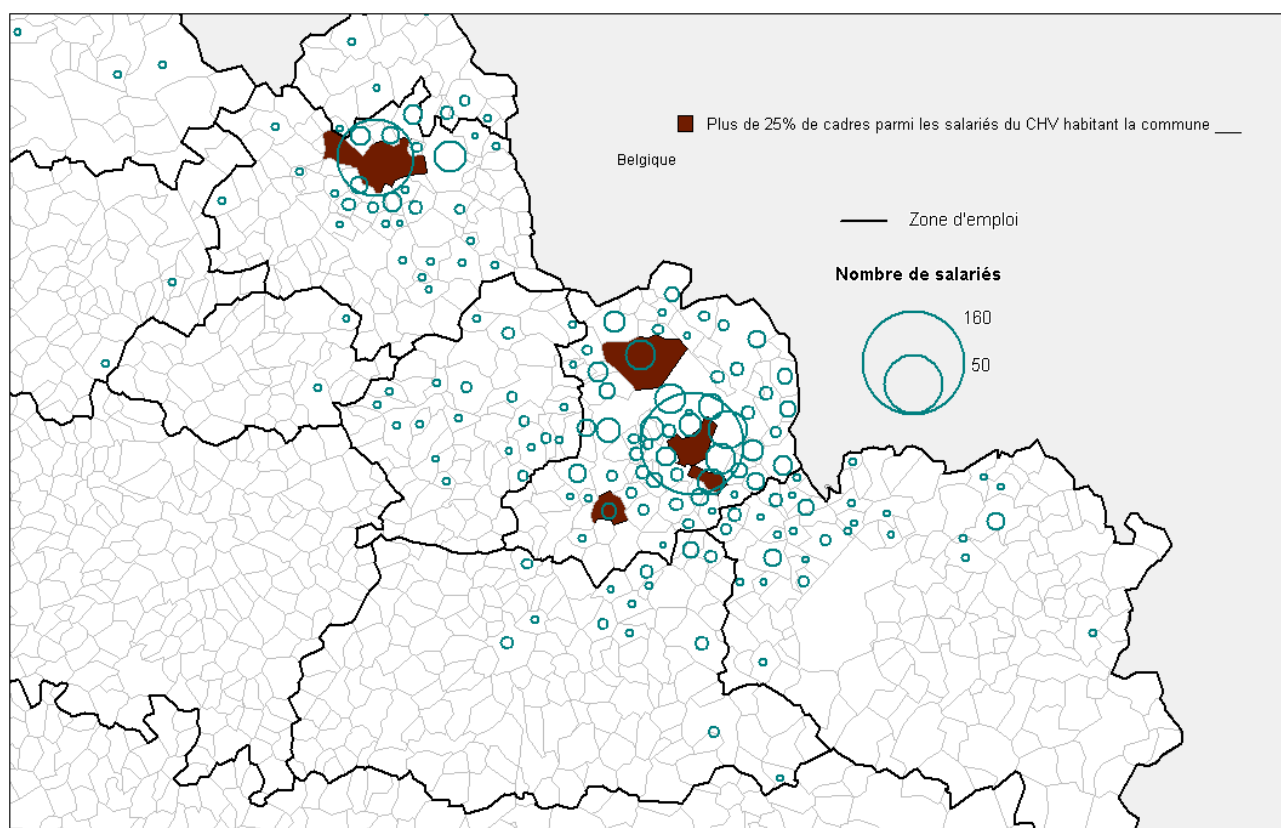 Plus de 25% de cadres parmi les salariés du CHV habitant la commune ___
Belgique
Zone d'emploi
Nombre de salariés
160
50